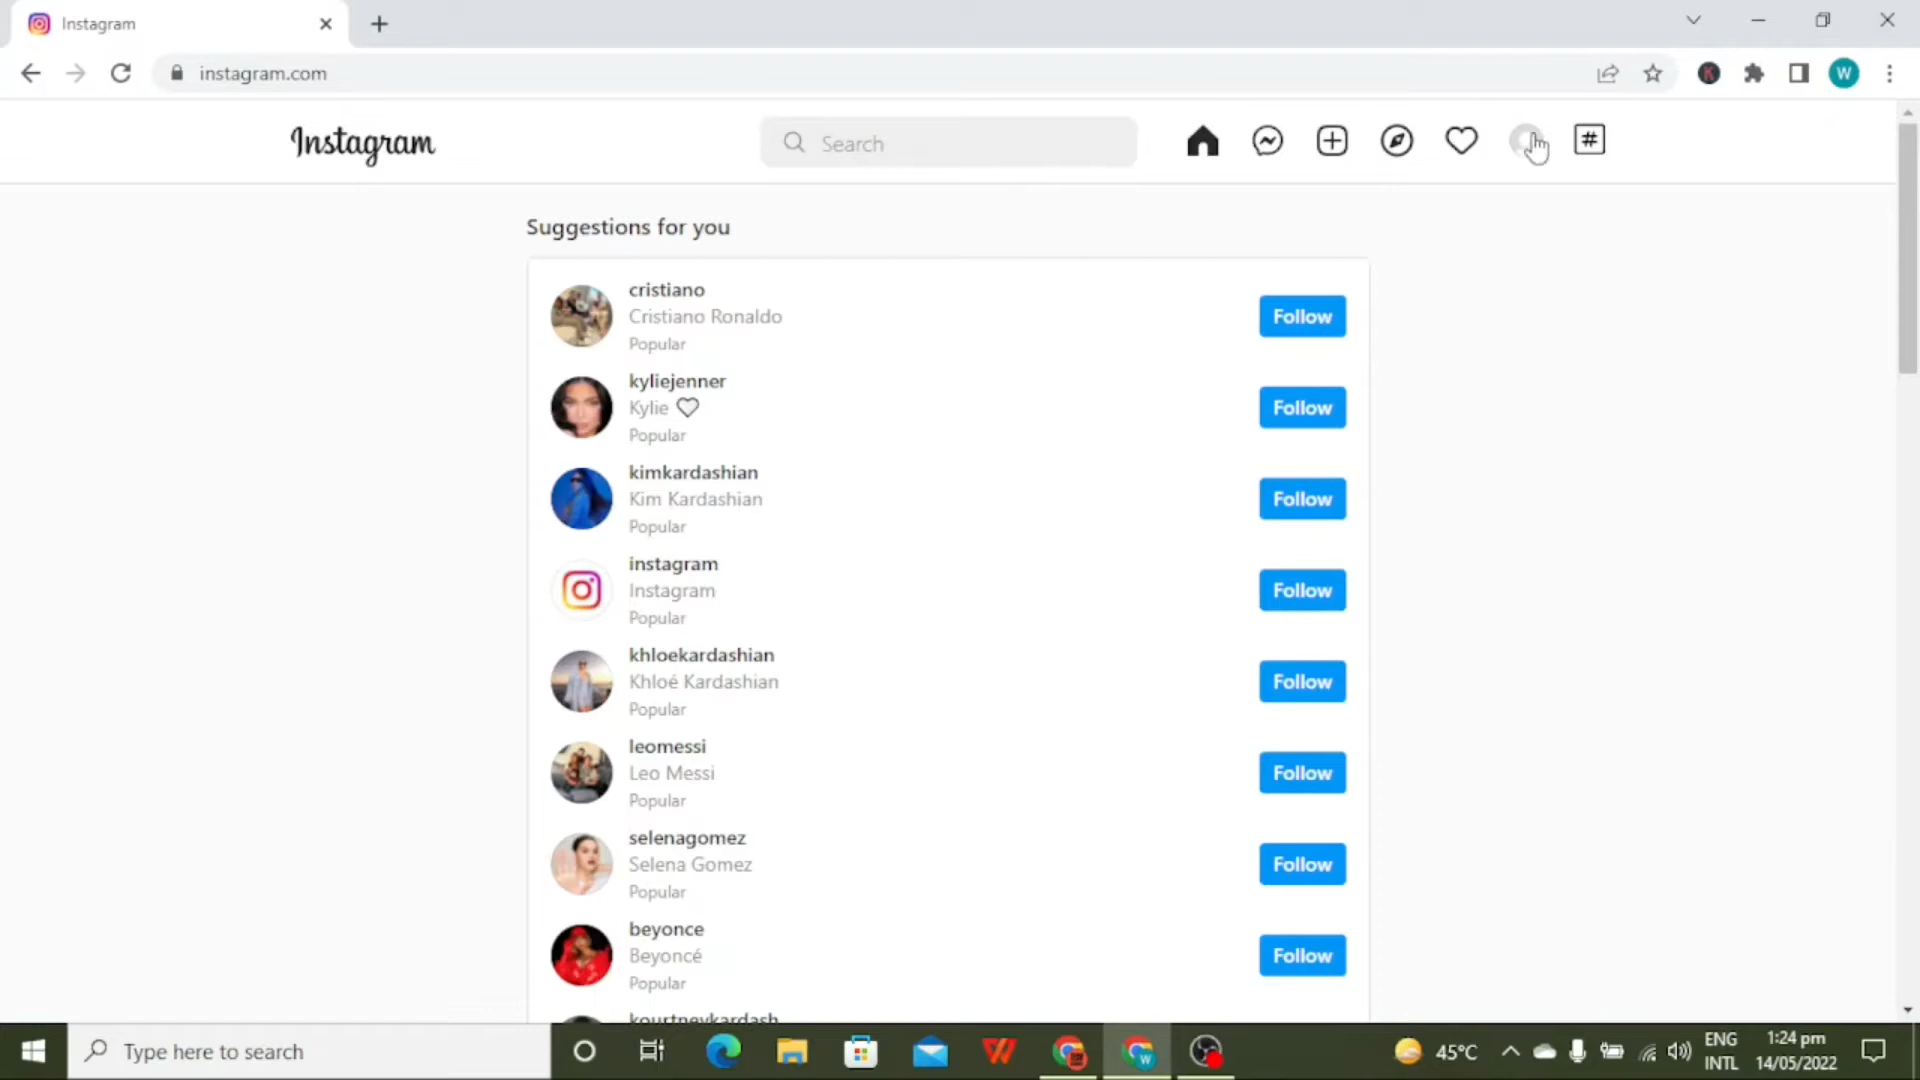 Instagram
instagram.com
W
Instagram
Search
#
Suggestions for you
cristiano
Cristiano Ronaldo
Popular
Follow
kyliejenner
Kylie ♡
Popular
Follow
kimkardashian
Kim Kardashian
Popular
Follow
instagram
Instagram
Popular
Follow
khloekardashian
Khloé Kardashian
Popular
Follow
leomessi
Leo Messi
Popular
Follow
selenagomez
Selena Gomez
Popular
Follow
beyonce
Beyoncé
Popular
Follow
kourtneykardash
Type here to search
45°C
ENG
INTL
1:24 pm
14/05/2022